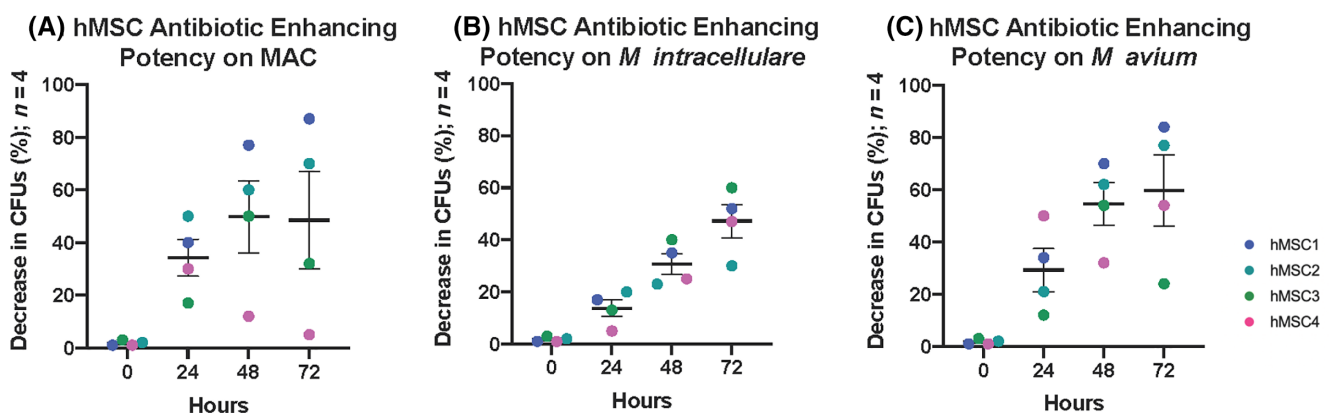 (A) hMSC Antibiotic Enhancing
Potency on MAC
Decrease in CFUs (%); n = 4
100
80
60
40
20
0
0 24 48 72
Hours
(B) hMSC Antibiotic Enhancing
Potency on M intracellulare
Decrease in CFUs (%); n = 4
100
80
60
40
20
0
0 24 48 72
Hours
(C) hMSC Antibiotic Enhancing
Potency on M avium
Decrease in CFUs (%); n = 4
100
80
60
40
20
0
0 24 48 72
Hours
hMSC1
hMSC2
hMSC3
hMSC4